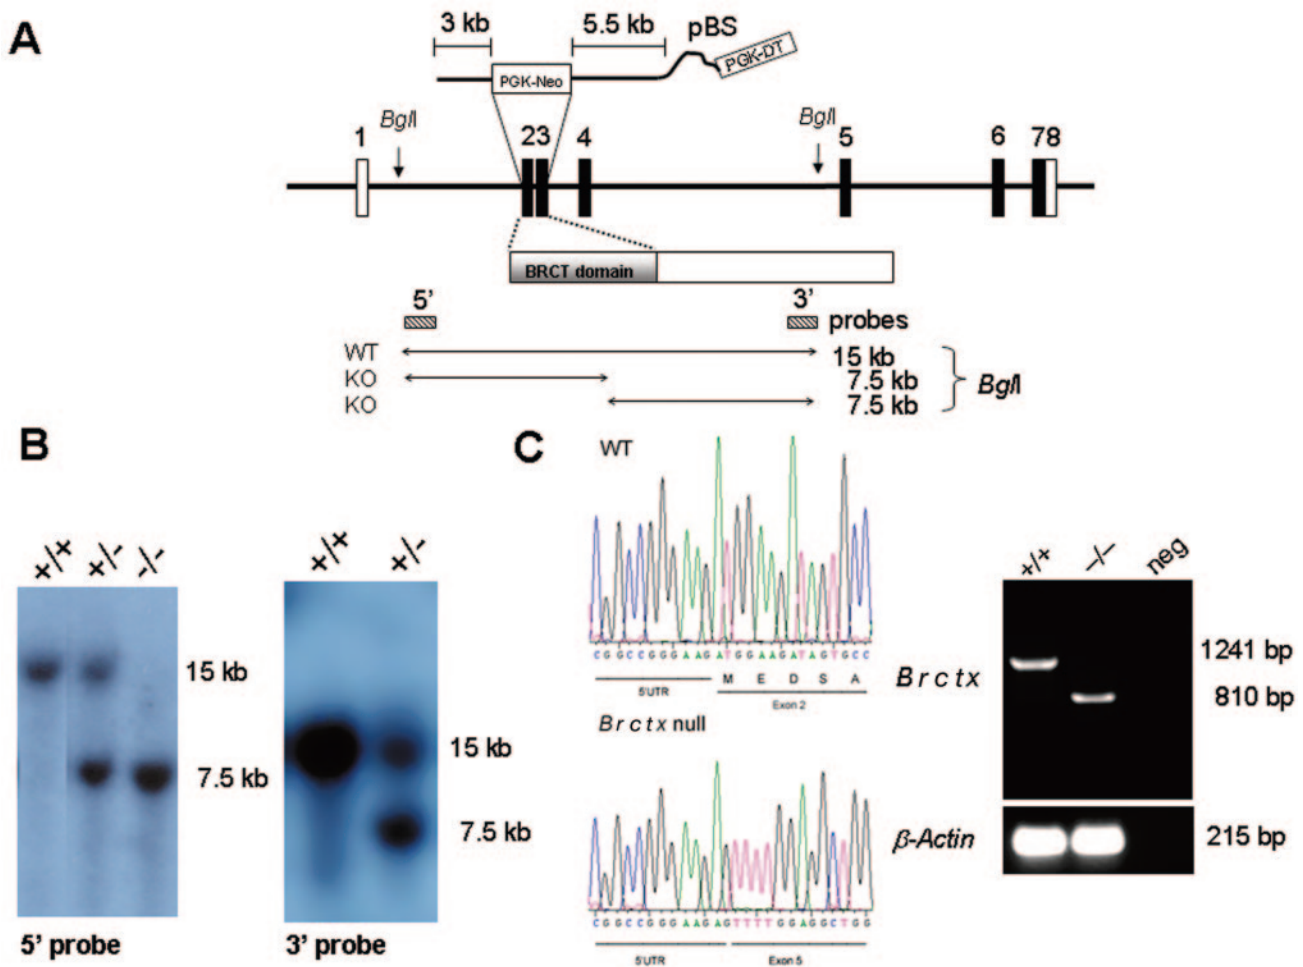 A
3 kb
5.5 kb
pBS
PGK-Neo
PGK-DT
1
BglI
23
4
BglI
5
6
78
BRCT domain
5'
3'
probes
WT
15 kb
KO
7.5 kb
BglI
KO
7.5 kb
B
+/+
+/-
-/-
15 kb
7.5 kb
5' probe
+/+
+/-
15 kb
7.5 kb
3' probe
C
WT
CGGCCGGGAAGATGGAAGATAGTGCC
M E D S A
5'UTR
Exon 2
Brctx null
CGGCCGGGAAGAGTTTTGGAGGCTGG
5'UTR
Exon 5
+/+
–/–
neg
Brctx
1241 bp
810 bp
β-Actin
215 bp